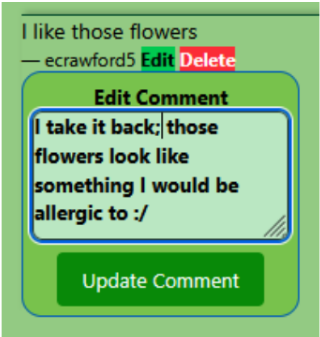 I like those flowers
— ecrawford5 Edit Delete
Edit Comment
I take it back; those
flowers look like
something I would be
allergic to :/
Update Comment